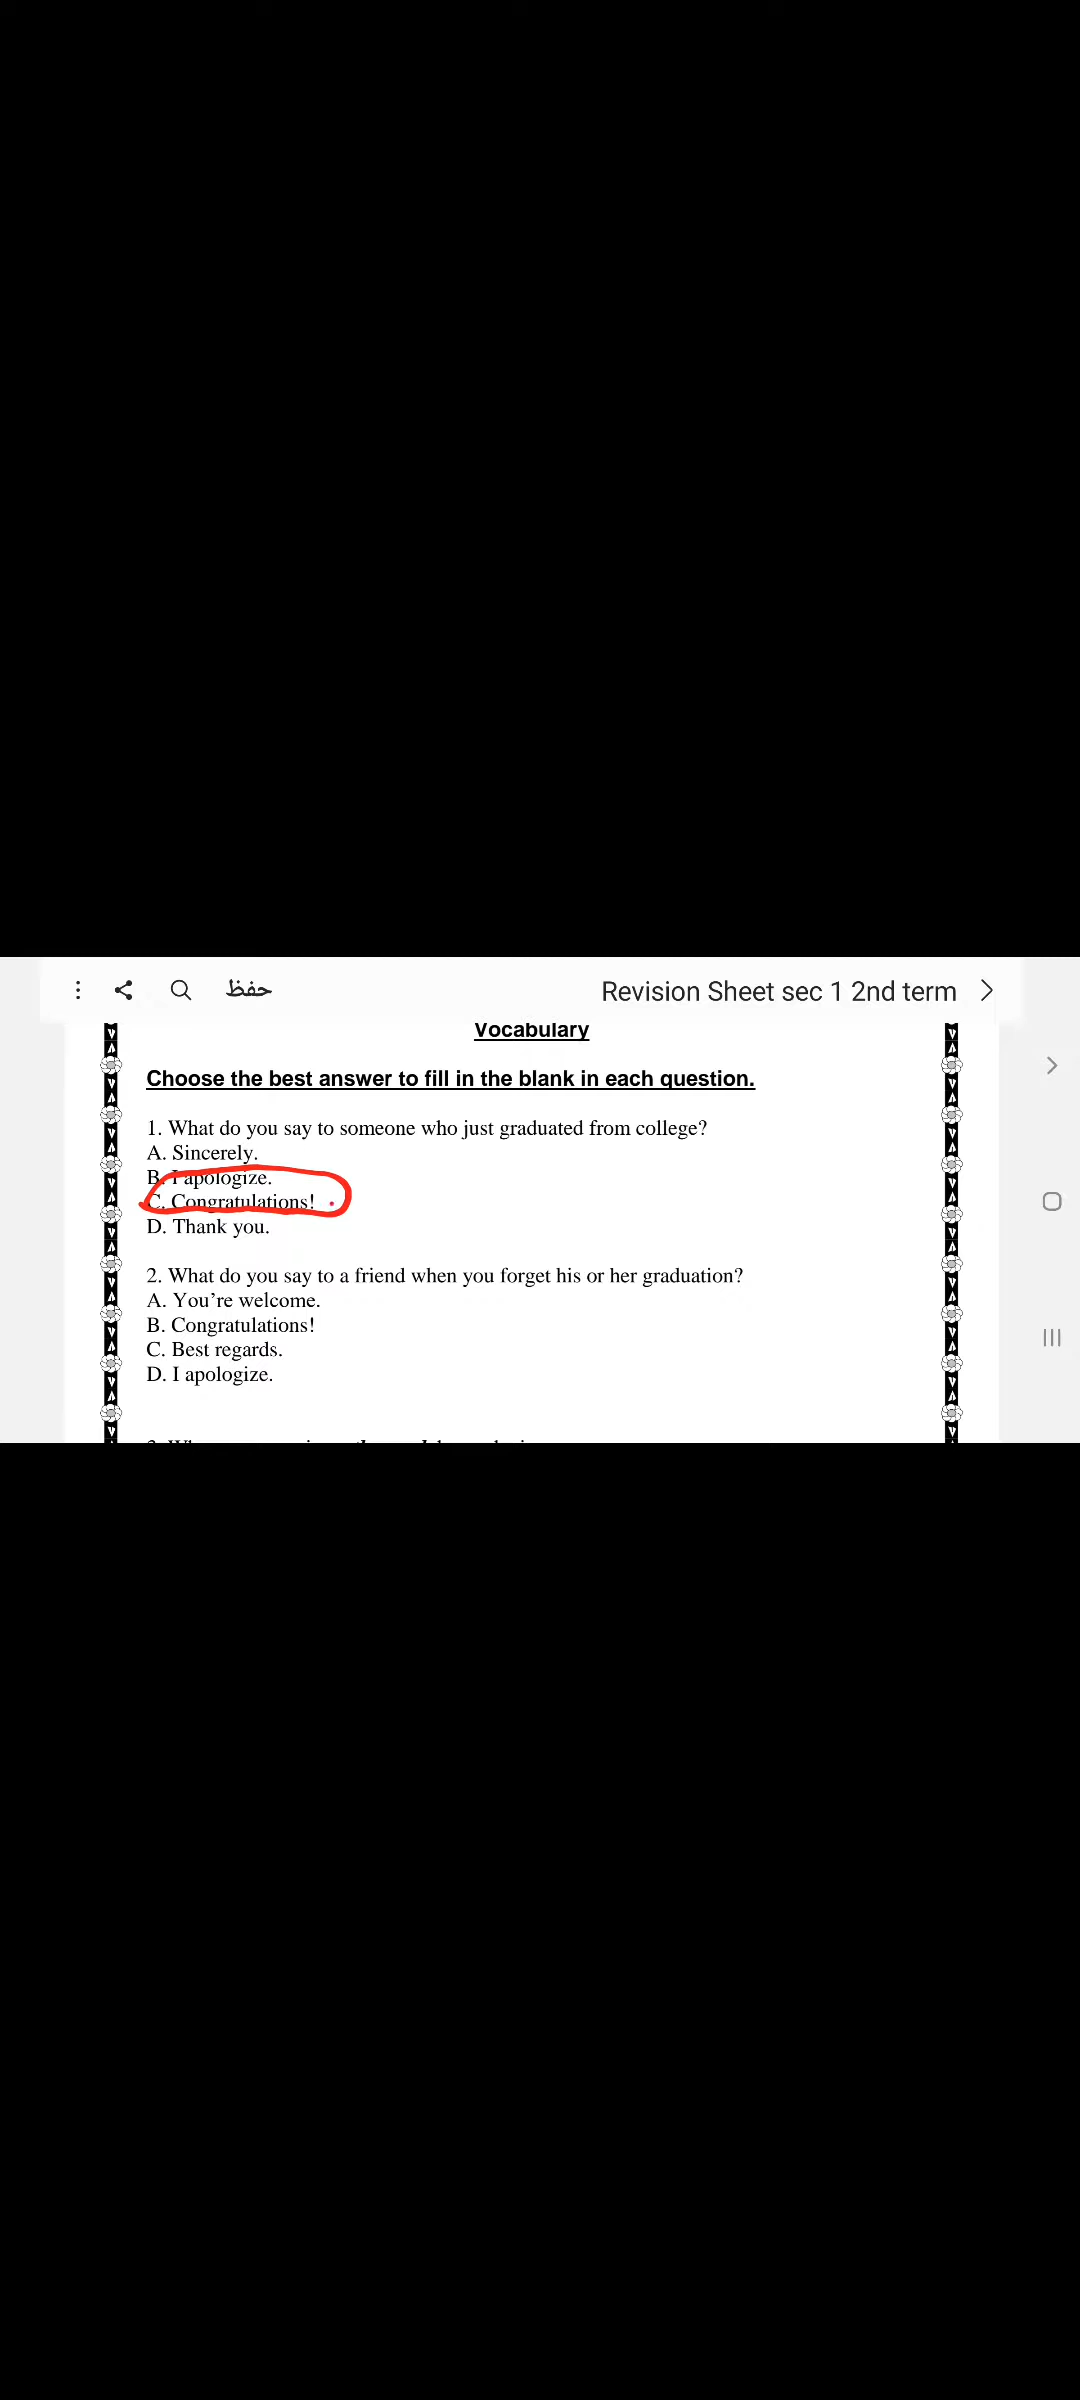 حفظ
Revision Sheet sec 1 2nd term
Vocabulary
Choose the best answer to fill in the blank in each question.
1. What do you say to someone who just graduated from college?
A. Sincerely.
B. I apologize.
C. Congratulations!
D. Thank you.
2. What do you say to a friend when you forget his or her graduation?
A. You’re welcome.
B. Congratulations!
C. Best regards.
D. I apologize.